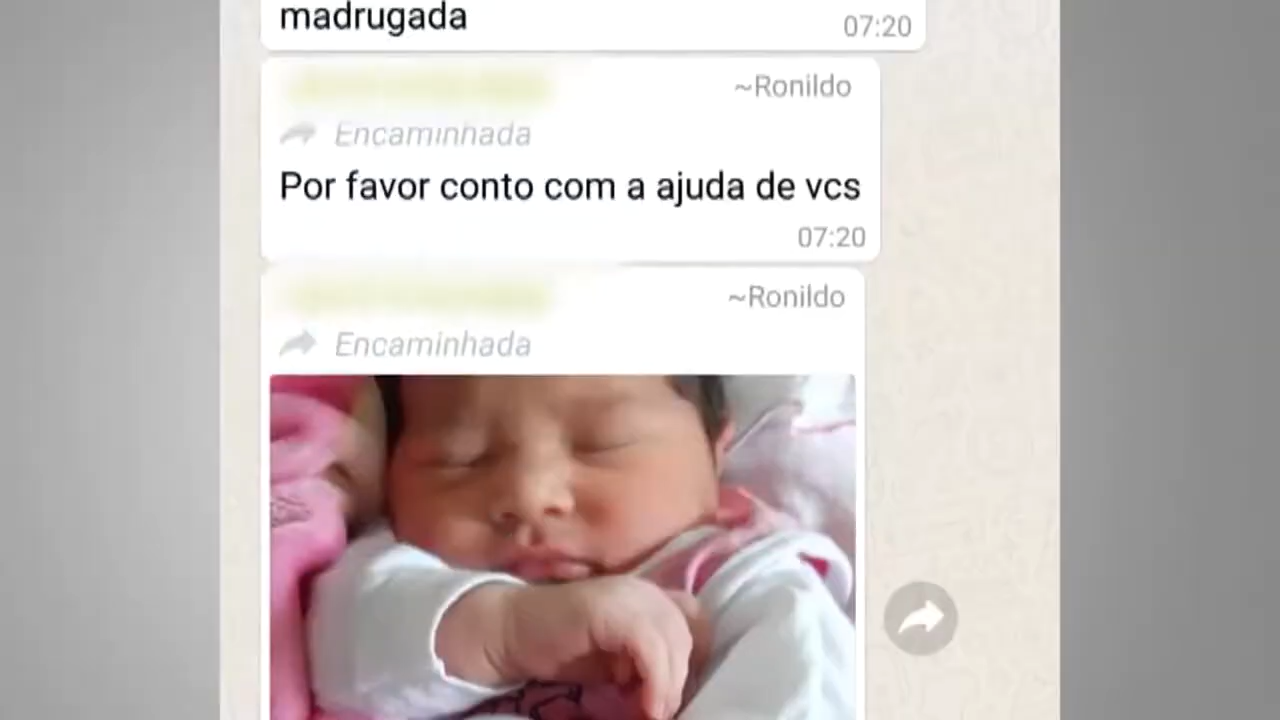 madrugada
07:20
~Ronildo
Encaminhada
Por favor conto com a ajuda de vcs
07:20
~Ronildo
Encaminhada